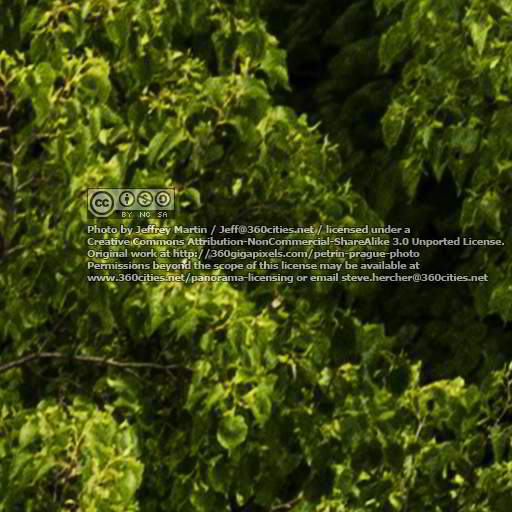 cc
BY NC SA
Photo by Jeffrey Martin / Jeff@360cities.net / licensed under a
Creative Commons Attribution-NonCommercial-ShareAlike 3.0 Unported License.
Original work at http://360gigapixels.com/petrin-prague-photo
Permissions beyond the scope of this license may be available at
www.360cities.net/panorama-licensing or email steve.hercher@360cities.net